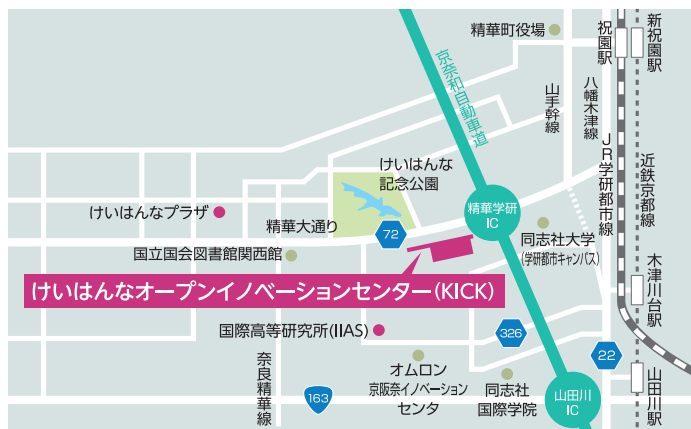 精華町役場
祝園駅
新祝園駅
京奈和自動車道
山手幹線
八幡木津線
JR学研都市線
近鉄京都線
けいはんな
記念公園
けいはんなプラザ
精華大通り
72
精華学研
IC
同志社大学
(学研都市キャンパス)
国立国会図書館関西館
木津川台駅
けいはんなオープンイノベーションセンター(KICK)
国際高等研究所(IIAS)
326
22
奈良精華線
オムロン
京阪奈イノベーション
センタ
同志社
国際学院
163
山田川
IC
山田川駅